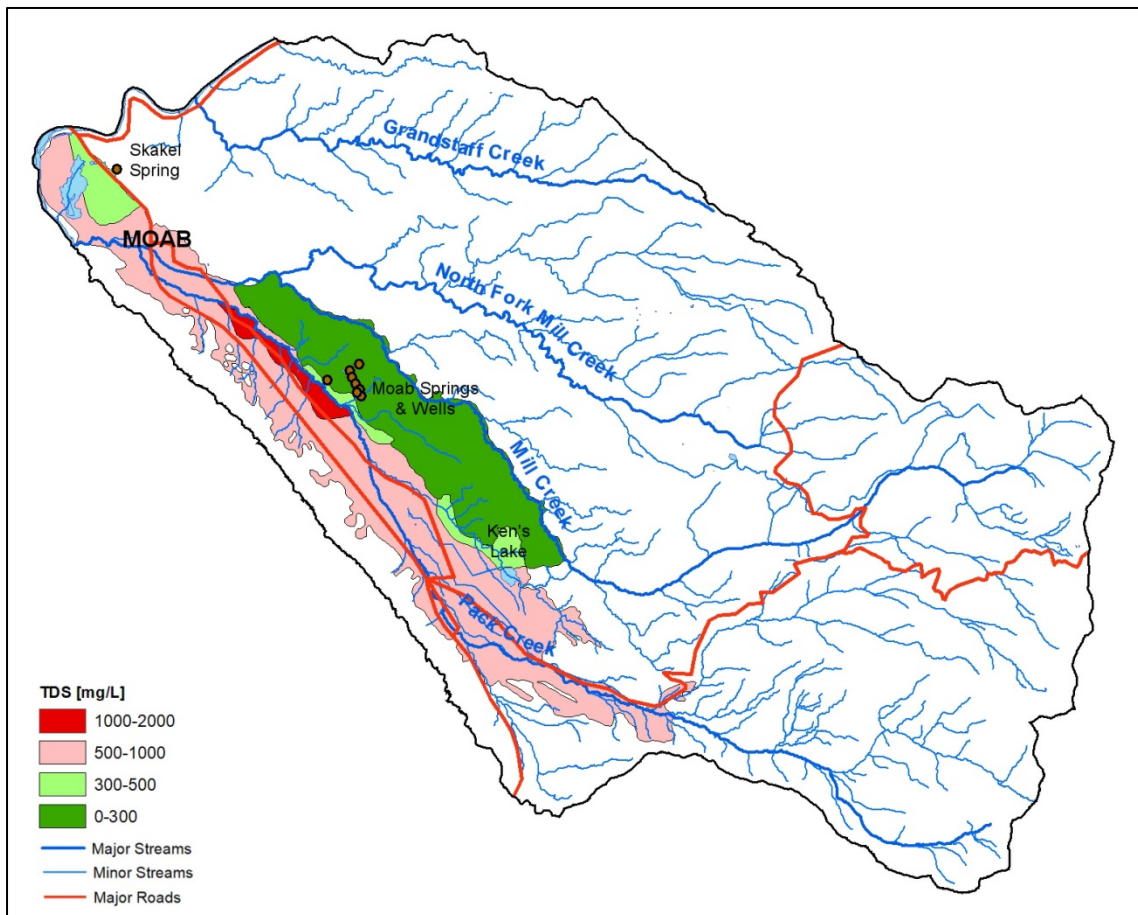 Grandstaff Creek
Skakel
Spring
MOAB
North Fork Mill Creek
Moab Springs
& Wells
Mill Creek
Ken's
Lake
Pack Creek
TDS [mg/L]
1000-2000
500-1000
300-500
0-300
Major Streams
Minor Streams
Major Roads